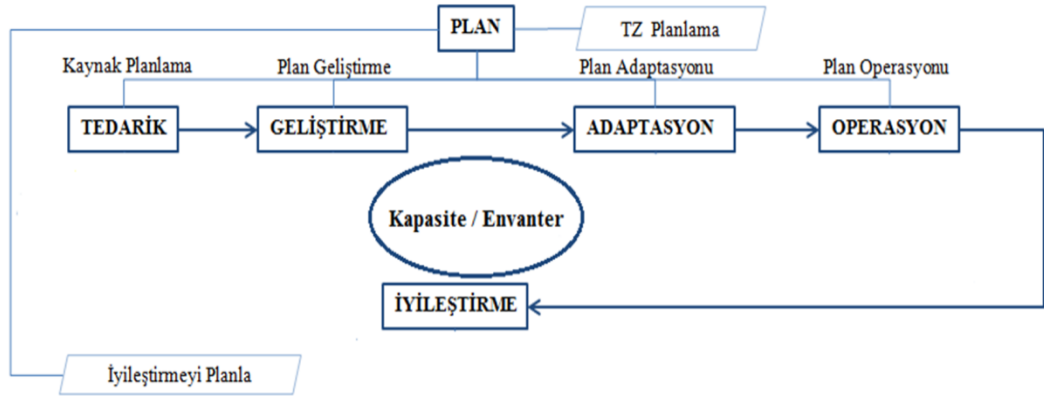 PLAN
TZ Planlama
Kaynak Planlama
Plan Geliştirme
Plan Adaptasyonu
Plan Operasyonu
TEDARİK
GELİŞTİRME
ADAPTASYON
OPERASYON
Kapasite / Envanter
İYİLEŞTİRME
İyileştirmeyi Planla